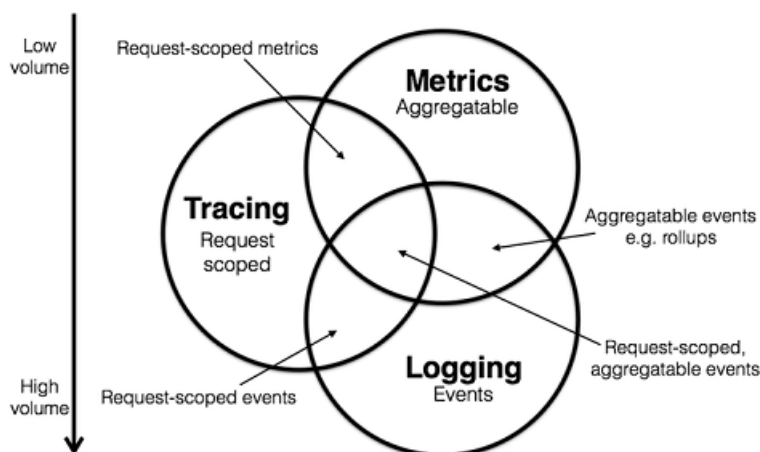 Low
volume
Request-scoped metrics
Metrics
Aggregatable
Tracing
Request
scoped
Aggregatable events
e.g. rollups
Request-scoped,
aggregatable events
Logging
Events
High
volume
Request-scoped events